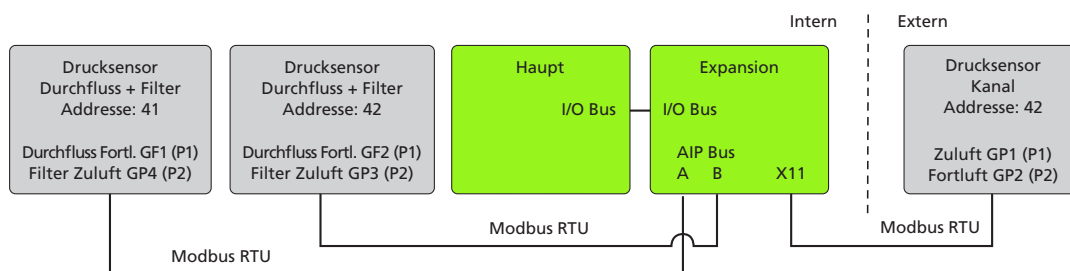 Intern
Extern
Drucksensor
Durchfluss + Filter
Addresse: 41
Durchfluss Fortl. GF1 (P1)
Filter Zuluft GP4 (P2)
Drucksensor
Durchfluss + Filter
Addresse: 42
Durchfluss Fortl. GF2 (P1)
Filter Zuluft GP3 (P2)
Haupt
I/O Bus
Expansion
I/O Bus
AIP Bus
A B X11
Drucksensor
Kanal
Addresse: 42
Zuluft GP1 (P1)
Fortluft GP2 (P2)
Modbus RTU
Modbus RTU
Modbus RTU